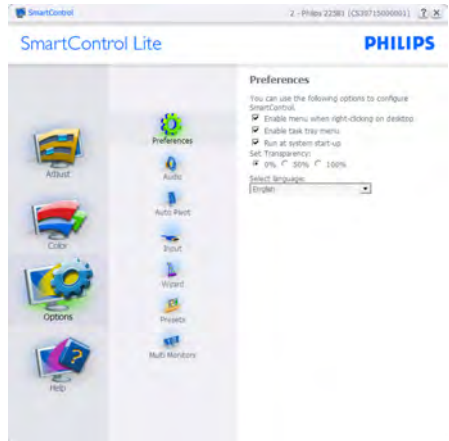 SmartControl
2 - Philips 225B1 (CS30715000001)
? X
SmartControl Lite
PHILIPS
Preferences
You can use the following options to configure
SmartControl.
Enable menu when right-clicking on desktop
Enable task tray menu
Run at system start-up
Set Transparency:
0% 50% 100%
Select language:
English
Adjust
Color
Options
Help
Preferences
Audio
Auto Pivot
Input
Wizard
Presets
Multi Monitors